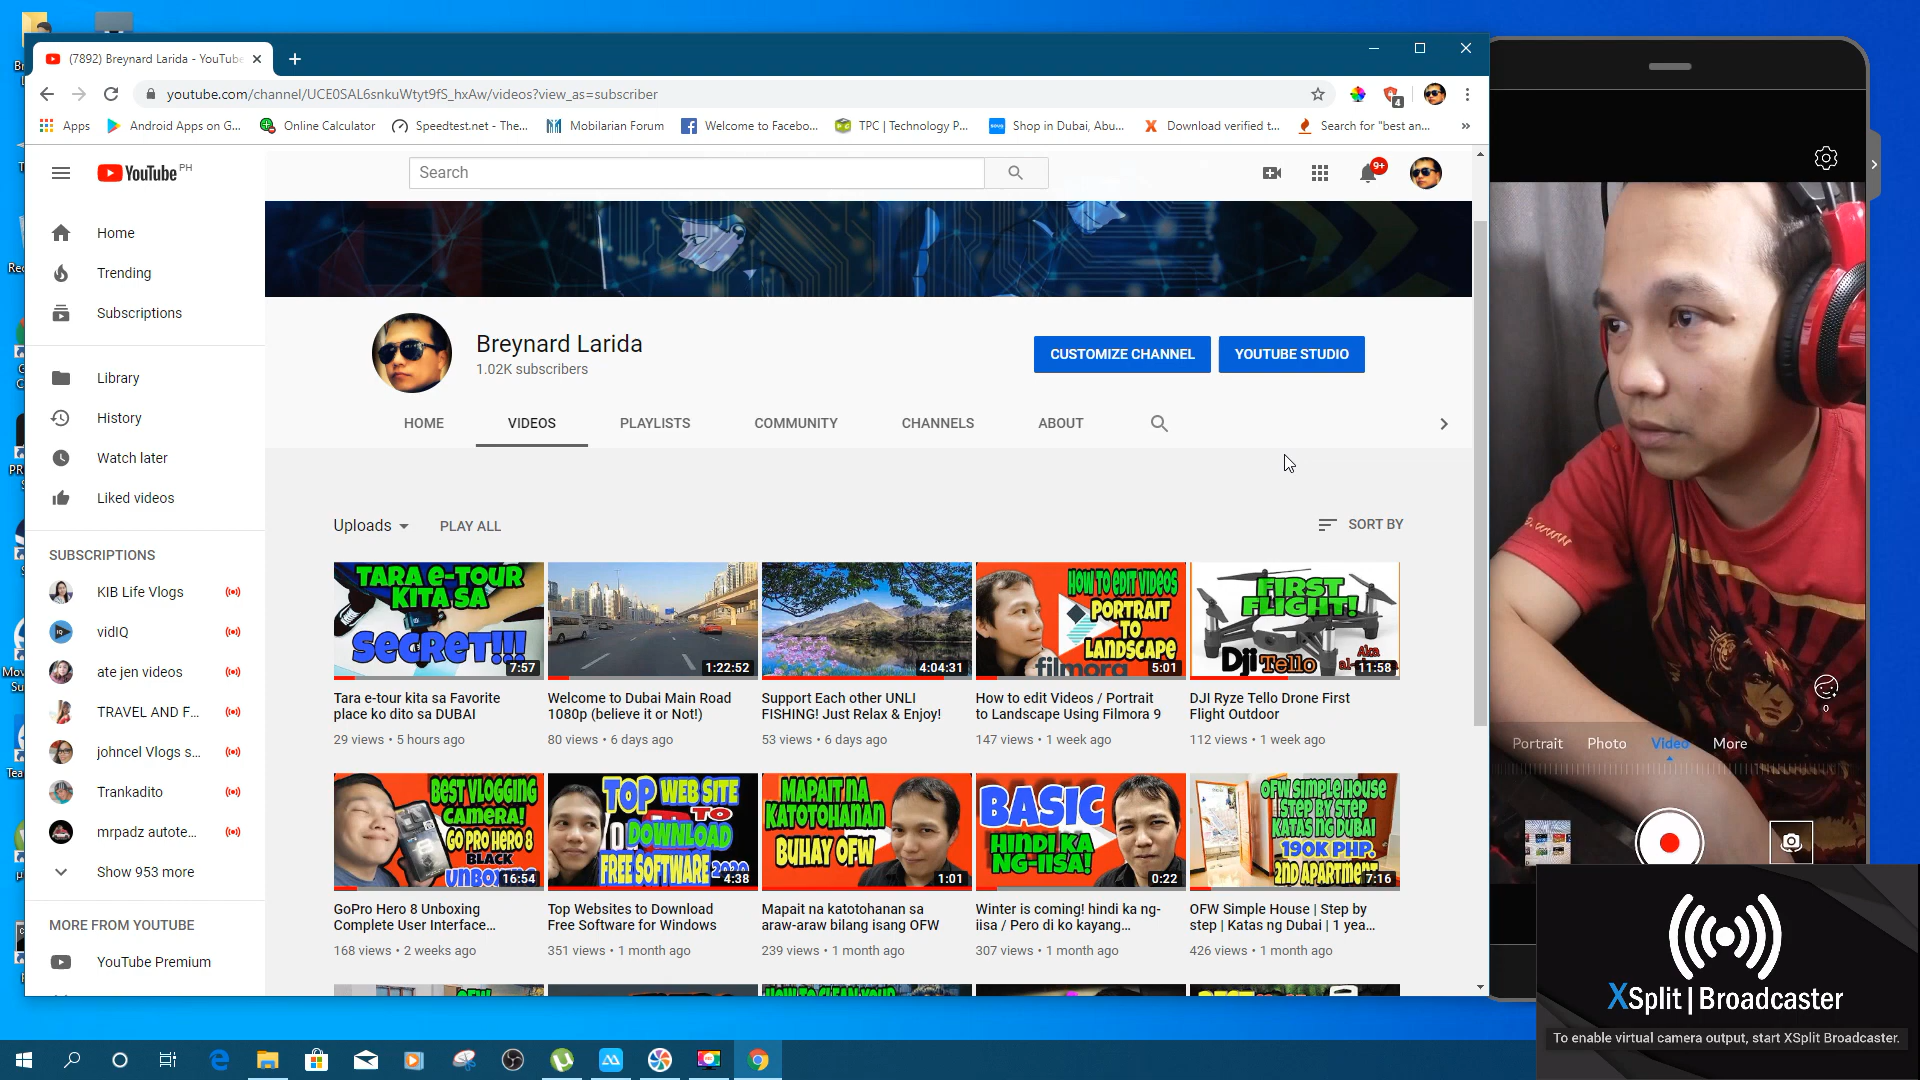 (7892) Breynard Larida - YouTube
youtube.com/channel/UCE0SAL6snkuWtyt9fS_hxAw/videos?view_as=subscriber
4
Apps
Android Apps on G...
Online Calculator
Speedtest.net - The...
Mobilarian Forum
Welcome to Facebo...
TPC | Technology P...
Shop in Dubai, Abu...
Download verified t...
Search for "best an...
»
YouTube PH
Search
9+
Home
Trending
Subscriptions
Library
History
Watch later
Liked videos
SUBSCRIPTIONS
KIB Life Vlogs
vidIQ
ate jen videos
TRAVEL AND F...
johncel Vlogs s...
Trankadito
mrpadz autote...
Show 953 more
MORE FROM YOUTUBE
YouTube Premium
Breynard Larida
1.02K subscribers
CUSTOMIZE CHANNEL
YOUTUBE STUDIO
HOME
VIDEOS
PLAYLISTS
COMMUNITY
CHANNELS
ABOUT
Uploads
PLAY ALL
SORT BY
TARA e-TOUR
KITA SA
SECRET!!!
7:57
Tara e-tour kita sa Favorite
place ko dito sa DUBAI
29 views • 5 hours ago
1:22:52
Welcome to Dubai Main Road
1080p (believe it or Not!)
80 views • 6 days ago
4:04:31
Support Each other UNLI
FISHING! Just Relax & Enjoy!
53 views • 6 days ago
HOW TO EDIT VIDEOS
PORTRAIT
TO
LANDSCAPE
filmora
5:01
How to edit Videos / Portrait
to Landscape Using Filmora 9
147 views • 1 week ago
FIRST
FLIGHT!
Dji Tello
Aka
11:58
DJI Ryze Tello Drone First
Flight Outdoor
112 views • 1 week ago
BEST VLOGGING
CAMERA!
GO PRO HERO 8
BLACK
UNBOXING
16:54
GoPro Hero 8 Unboxing
Complete User Interface...
168 views • 2 weeks ago
TOP WEB SITE
TO
DOWNLOAD
FREE SOFTWARE
2020
4:38
Top Websites to Download
Free Software for Windows
351 views • 1 month ago
MAPAIT NA
KATOTOHANAN
BUHAY OFW
1:01
Mapait na katotohanan sa
araw-araw bilang isang OFW
239 views • 1 month ago
BASIC
HINDI KA
NG-IISA!
0:22
Winter is coming! hindi ka ng-
iisa / Pero di ko kayang...
307 views • 1 month ago
OFW SIMPLE HOUSE
STEP BY STEP
KATAS NG DUBAI
190K PHP.
2ND APARTMENT
7:16
OFW Simple House | Step by
step | Katas ng Dubai | 1 yea...
426 views • 1 month ago
0
Portrait
Photo
Video
More
XSplit | Broadcaster
To enable virtual camera output, start XSplit Broadcaster.